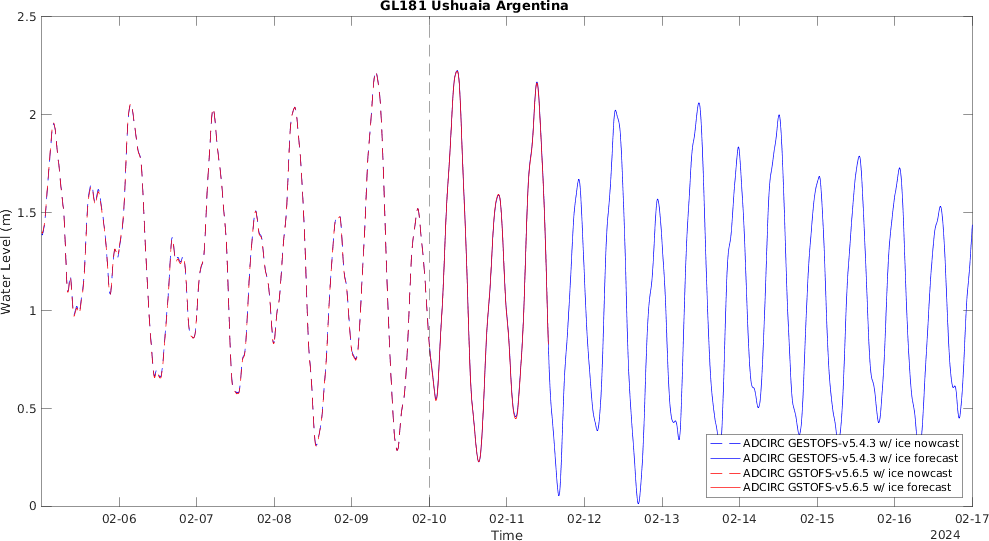 GL181 Ushuaia Argentina
2.5
2
1.5
1
0.5
0
Water Level (m)
02-06 02-07 02-08 02-09 02-10 02-11 02-12 02-13 02-14 02-15 02-16 02-17
Time
2024
ADCIRC GESTOFS-v5.4.3 w/ ice nowcast
ADCIRC GESTOFS-v5.4.3 w/ ice forecast
ADCIRC GSTOFS-v5.6.5 w/ ice nowcast
ADCIRC GSTOFS-v5.6.5 w/ ice forecast